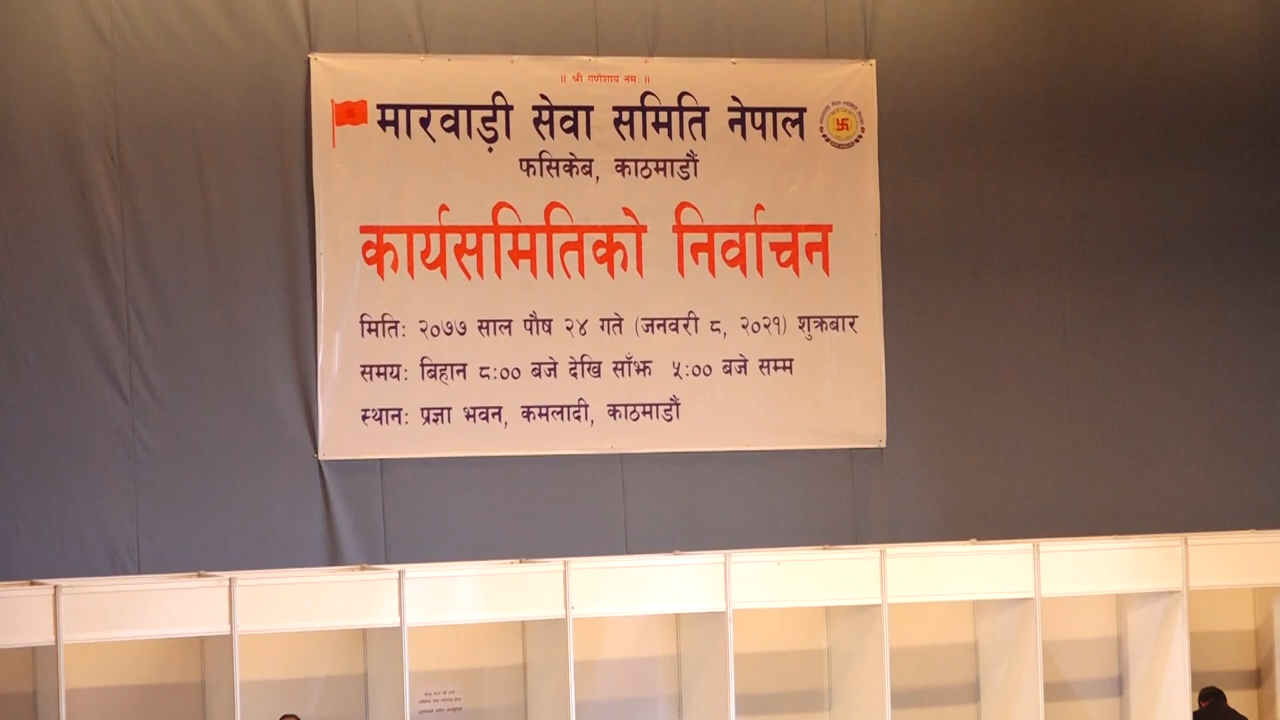 ॥ श्री गणेशाय नमः ॥
मारवाडी़ सेवा समिति नेपाल
फसिकेब, काठमाडौं
कार्यसमितिको निर्वाचन
मितिः २०७७ साल पौष २४ गते (जनवरी ८, २०२१) शुक्रबार
समयः बिहान ८:०० बजे देखि साँझ ५:०० बजे सम्म
स्थानः प्रज्ञा भवन, कमलादी, काठमाडौं